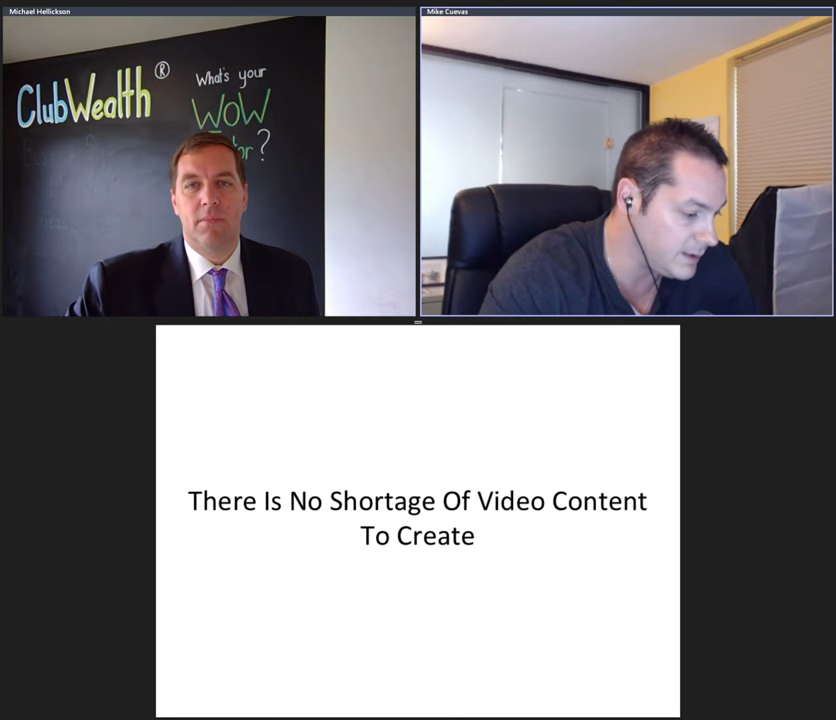 Michael Hellickson
Mike Cuevas
ClubWealth®
What's your
WOW
?
There Is No Shortage Of Video Content
To Create